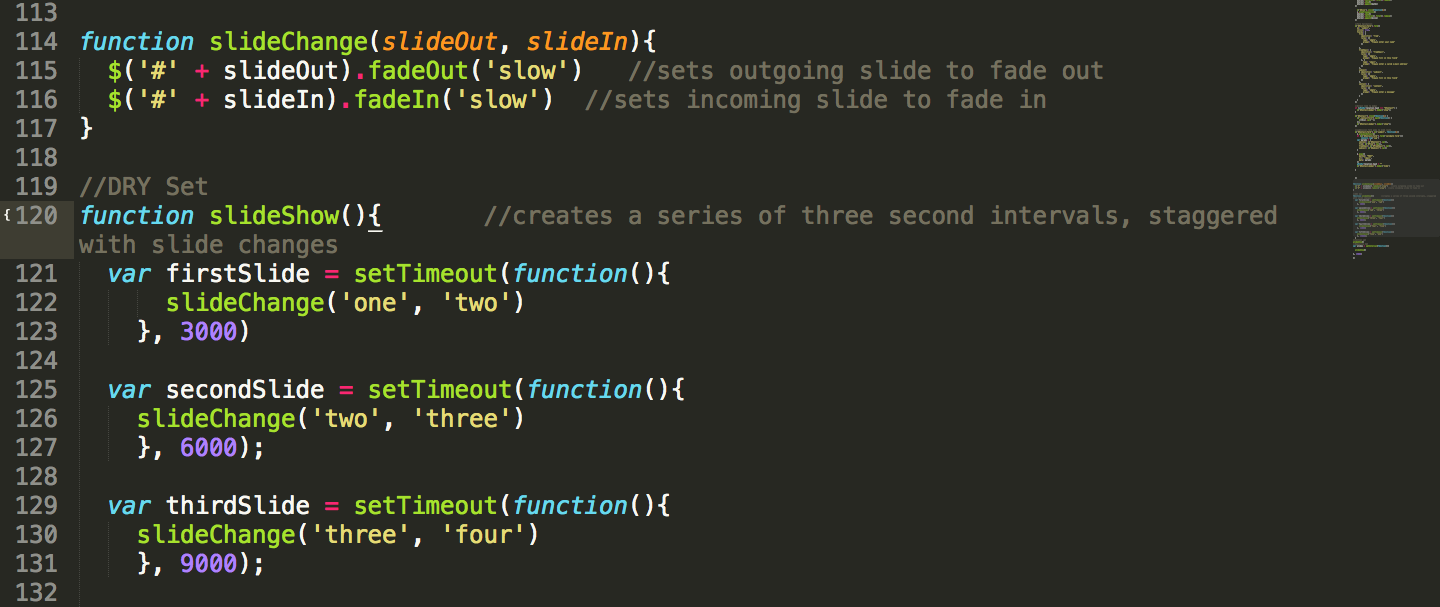 113
114 function slideChange(slideOut, slideIn){
115   $('#' + slideOut).fadeOut('slow')   //sets outgoing slide to fade out
116   $('#' + slideIn).fadeIn('slow')  //sets incoming slide to fade in
117 }
118
119 //DRY Set
{ 120 function slideShow(){       //creates a series of three second intervals, staggered
with slide changes
121   var firstSlide = setTimeout(function(){
122       slideChange('one', 'two')
123     }, 3000)
124
125   var secondSlide = setTimeout(function(){
126     slideChange('two', 'three')
127     }, 6000);
128
129   var thirdSlide = setTimeout(function(){
130     slideChange('three', 'four')
131     }, 9000);
132